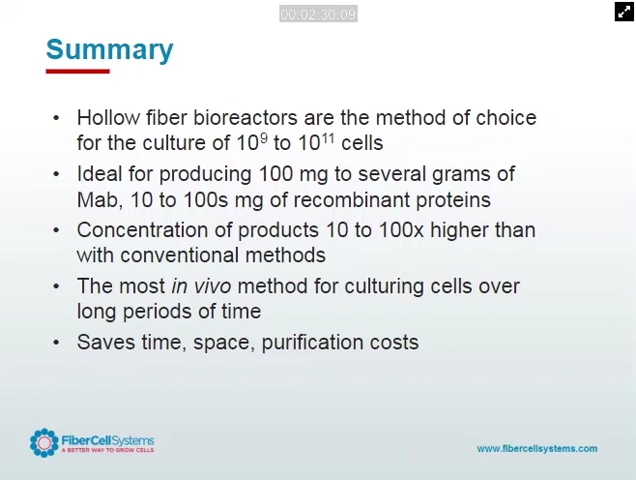 00:02:30:09
Summary
• Hollow fiber bioreactors are the method of choice
for the culture of 10⁹ to 10¹¹ cells
• Ideal for producing 100 mg to several grams of
Mab, 10 to 100s mg of recombinant proteins
• Concentration of products 10 to 100x higher than
with conventional methods
• The most in vivo method for culturing cells over
long periods of time
• Saves time, space, purification costs
FiberCellSystems
A BETTER WAY TO GROW CELLS
www.fibercellsystems.com